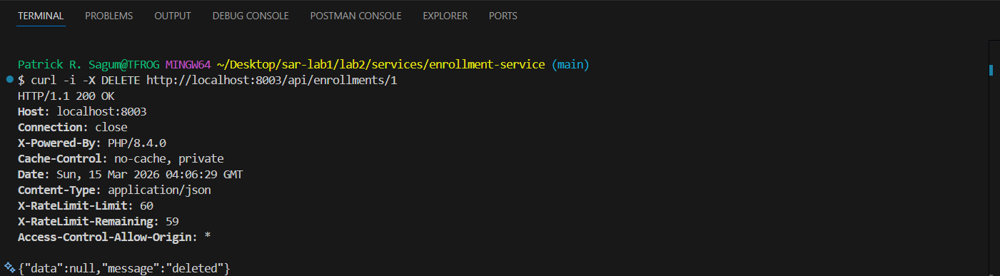 TERMINAL PROBLEMS OUTPUT DEBUG CONSOLE POSTMAN CONSOLE EXPLORER PORTS
Patrick R. Sagum@TFROG MINGW64 ~/Desktop/sar-lab1/lab2/services/enrollment-service (main)
$ curl -i -X DELETE http://localhost:8003/api/enrollments/1
HTTP/1.1 200 OK
Host: localhost:8003
Connection: close
X-Powered-By: PHP/8.4.0
Cache-Control: no-cache, private
Date: Sun, 15 Mar 2026 04:06:29 GMT
Content-Type: application/json
X-RateLimit-Limit: 60
X-RateLimit-Remaining: 59
Access-Control-Allow-Origin: *
{"data":null,"message":"deleted"}